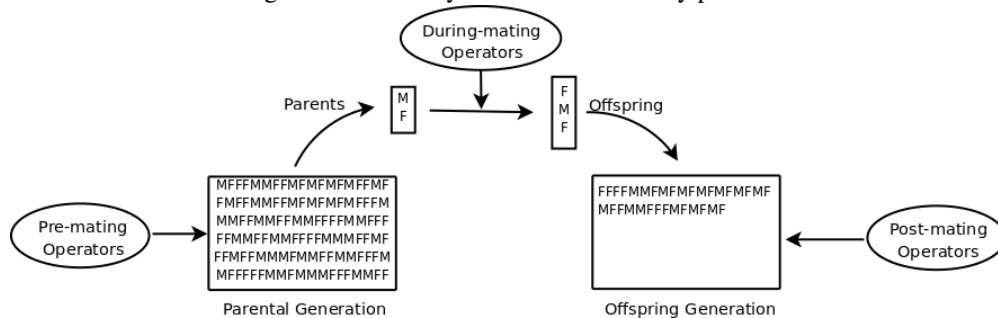 During-mating
Operators
Parents
M
F
F
M
F
Offspring
MFFFMMFFMFMFMFMFFMF
FMFFMMFFMFMFMFMFFFM
MMFFMMFFMMFFFFMMFFF
FFMMFFMMFFFFMMMFFMF
FFMFFMMMFMMFFMMFFFM
MFFFFFMMFMMMFFFMMFF
FFFFMMFMFMFMFMFMFMF
MFFMMFFFMFMFMF
Pre-mating
Operators
Post-mating
Operators
Parental Generation
Offspring Generation